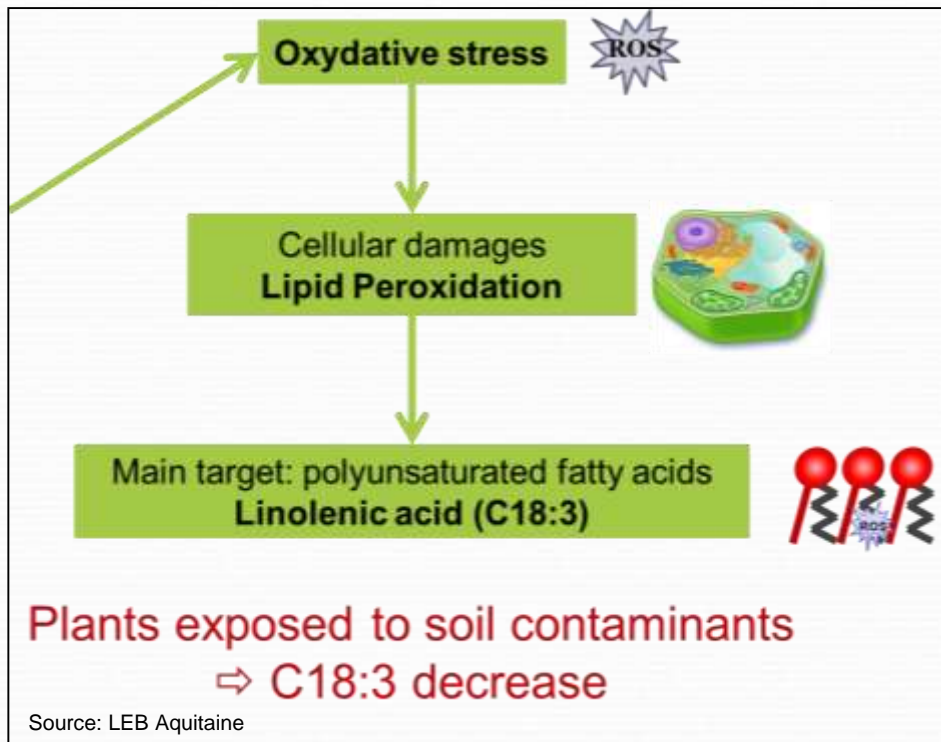 Oxydative stress
ROS
Cellular damages
Lipid Peroxidation
Main target: polyunsaturated fatty acids
Linolenic acid (C18:3)
ROS
Plants exposed to soil contaminants
⇨ C18:3 decrease
Source: LEB Aquitaine